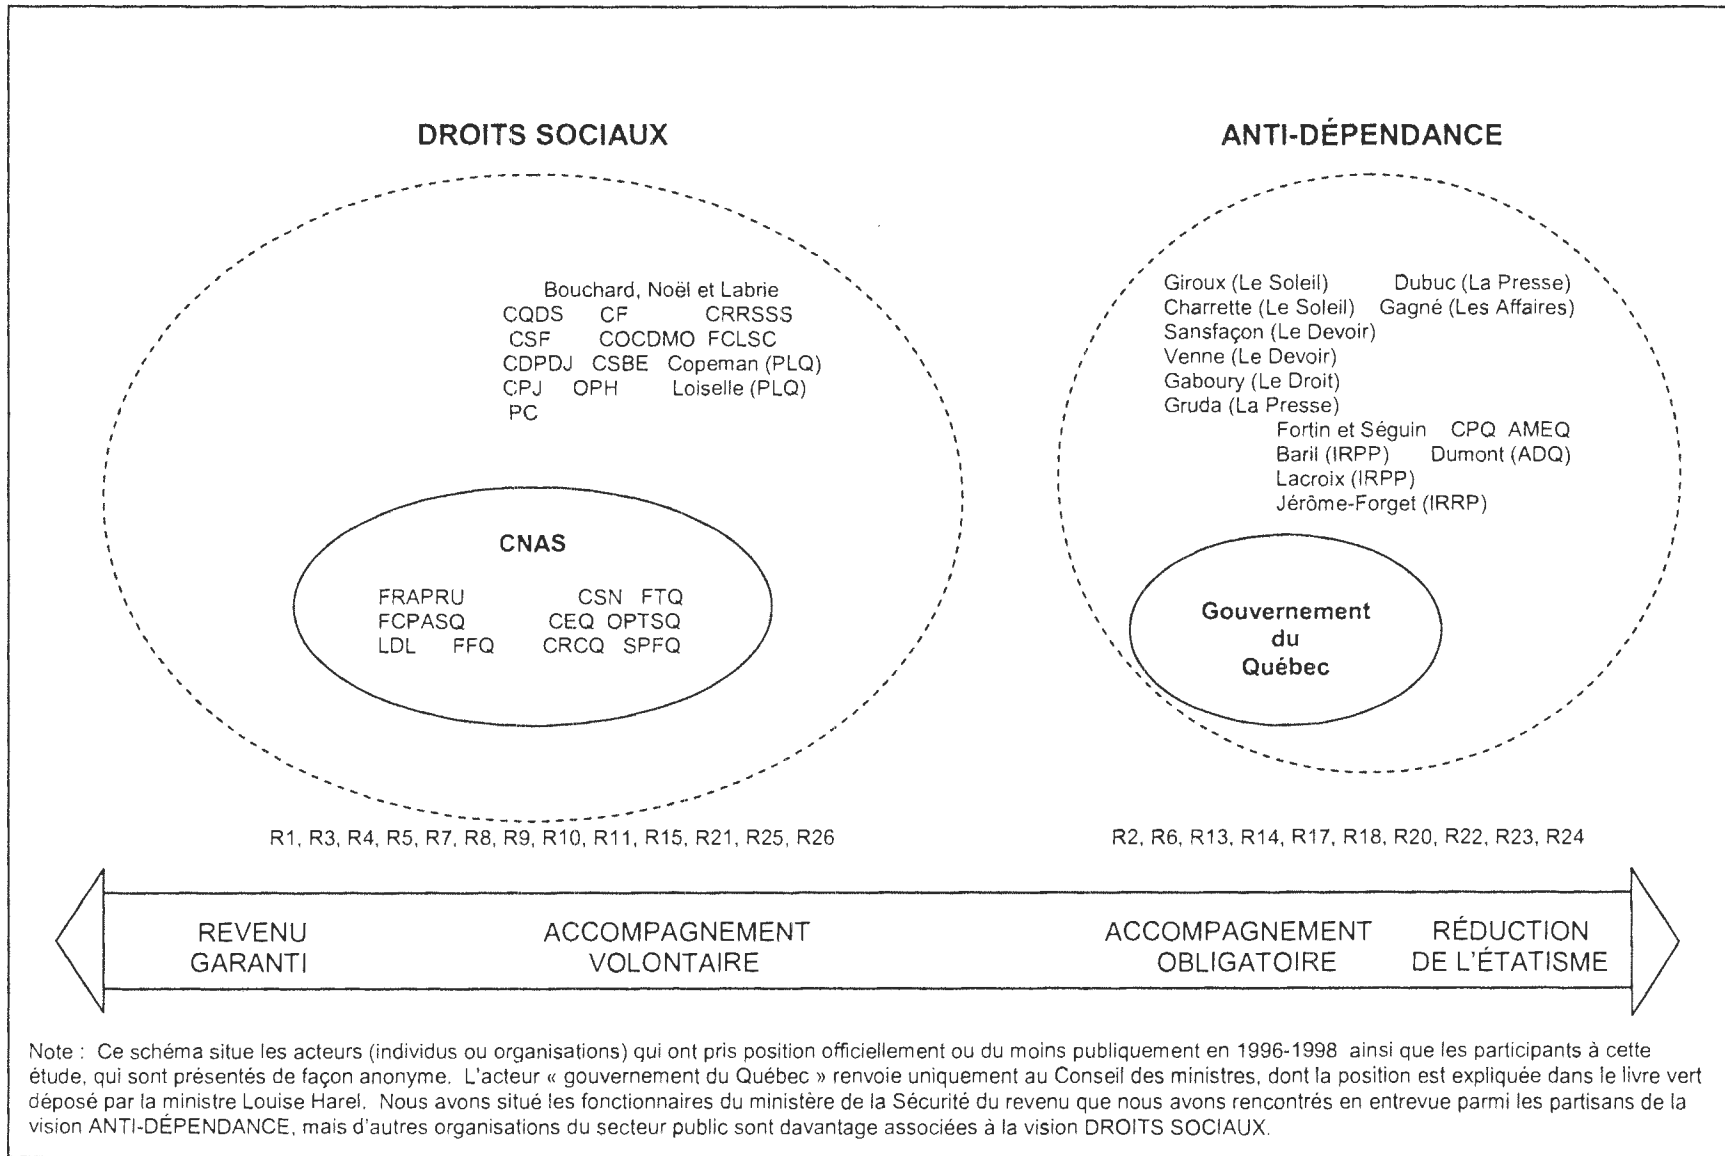 DROITS SOCIAUX
Bouchard, Noël et Labrie
CQDS CF CRRSSS
CSF COCDMO FCLSC
CDPDJ CSBE Copeman (PLQ)
CPJ OPH Loiselle (PLQ)
PC
CNAS
FRAPRU CSN FTQ
FCPASQ CEQ OPTSQ
LDL FFQ CRCQ SPFQ
R1, R3, R4, R5, R7, R8, R9, R10, R11, R15, R21, R25, R26
ANTI-DÉPENDANCE
Giroux (Le Soleil) Dubuc (La Presse)
Charrette (Le Soleil) Gagné (Les Affaires)
Sansfaçon (Le Devoir)
Venne (Le Devoir)
Gaboury (Le Droit)
Gruda (La Presse)
Fortin et Séguin CPQ AMEQ
Baril (IRPP) Dumont (ADQ)
Lacroix (IRPP)
Jérôme-Forget (IRRP)
Gouvernement
du
Québec
R2, R6, R13, R14, R17, R18, R20, R22, R23, R24
REVENU
GARANTI
ACCOMPAGNEMENT
VOLONTAIRE
ACCOMPAGNEMENT
OBLIGATOIRE
RÉDUCTION
DE L'ÉTATISME
Note : Ce schéma situe les acteurs (individus ou organisations) qui ont pris position officiellement ou du moins publiquement en 1996-1998 ainsi que les participants à cette
étude, qui sont présentés de façon anonyme. L'acteur « gouvernement du Québec » renvoie uniquement au Conseil des ministres, dont la position est expliquée dans le livre vert
déposé par la ministre Louise Harel. Nous avons situé les fonctionnaires du ministère de la Sécurité du revenu que nous avons rencontrés en entrevue parmi les partisans de la
vision ANTI-DÉPENDANCE, mais d'autres organisations du secteur public sont davantage associées à la vision DROITS SOCIAUX.